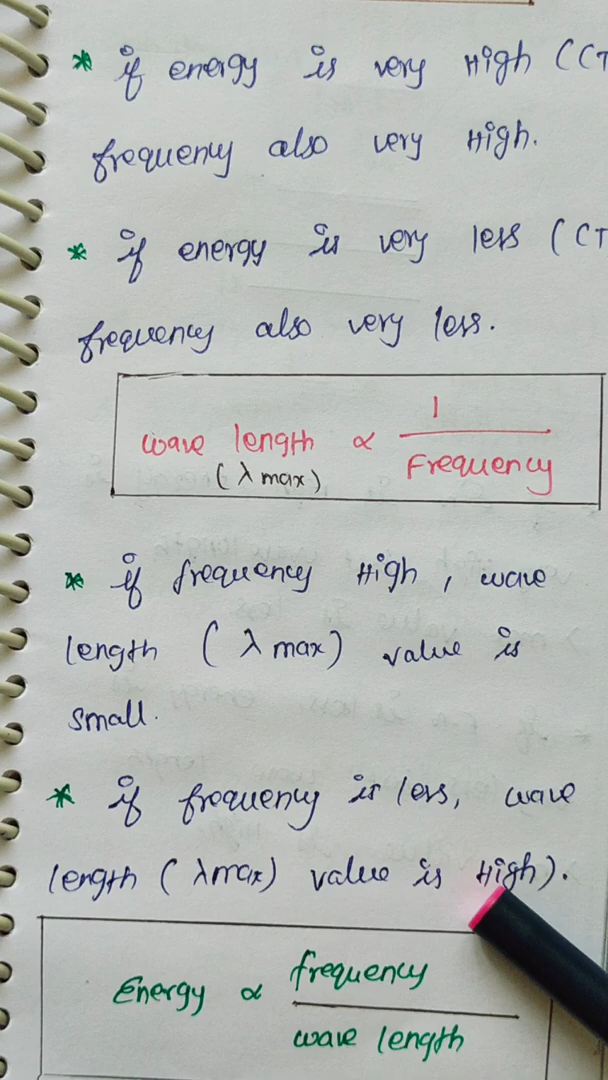 * if energy is very High (CT
frequency also very High.
* if energy is very less (CT
frequency also very less.
wave length ∝ 1 / Frequency
(λ max)
* if frequency High, wave
length (λ max) value is
small.
* if frequency is less, wave
length (λmax) value is High).
Energy ∝ frequency / wave length